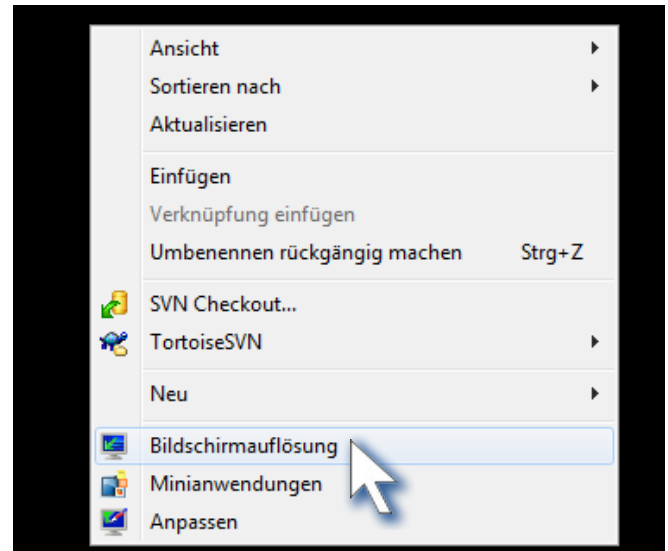 Ansicht
Sortieren nach
Aktualisieren
Einfügen
Verknüpfung einfügen
Umbenennen rückgängig machen Strg+Z
SVN Checkout...
TortoiseSVN
Neu
Bildschirmauflösung
Minianwendungen
Anpassen